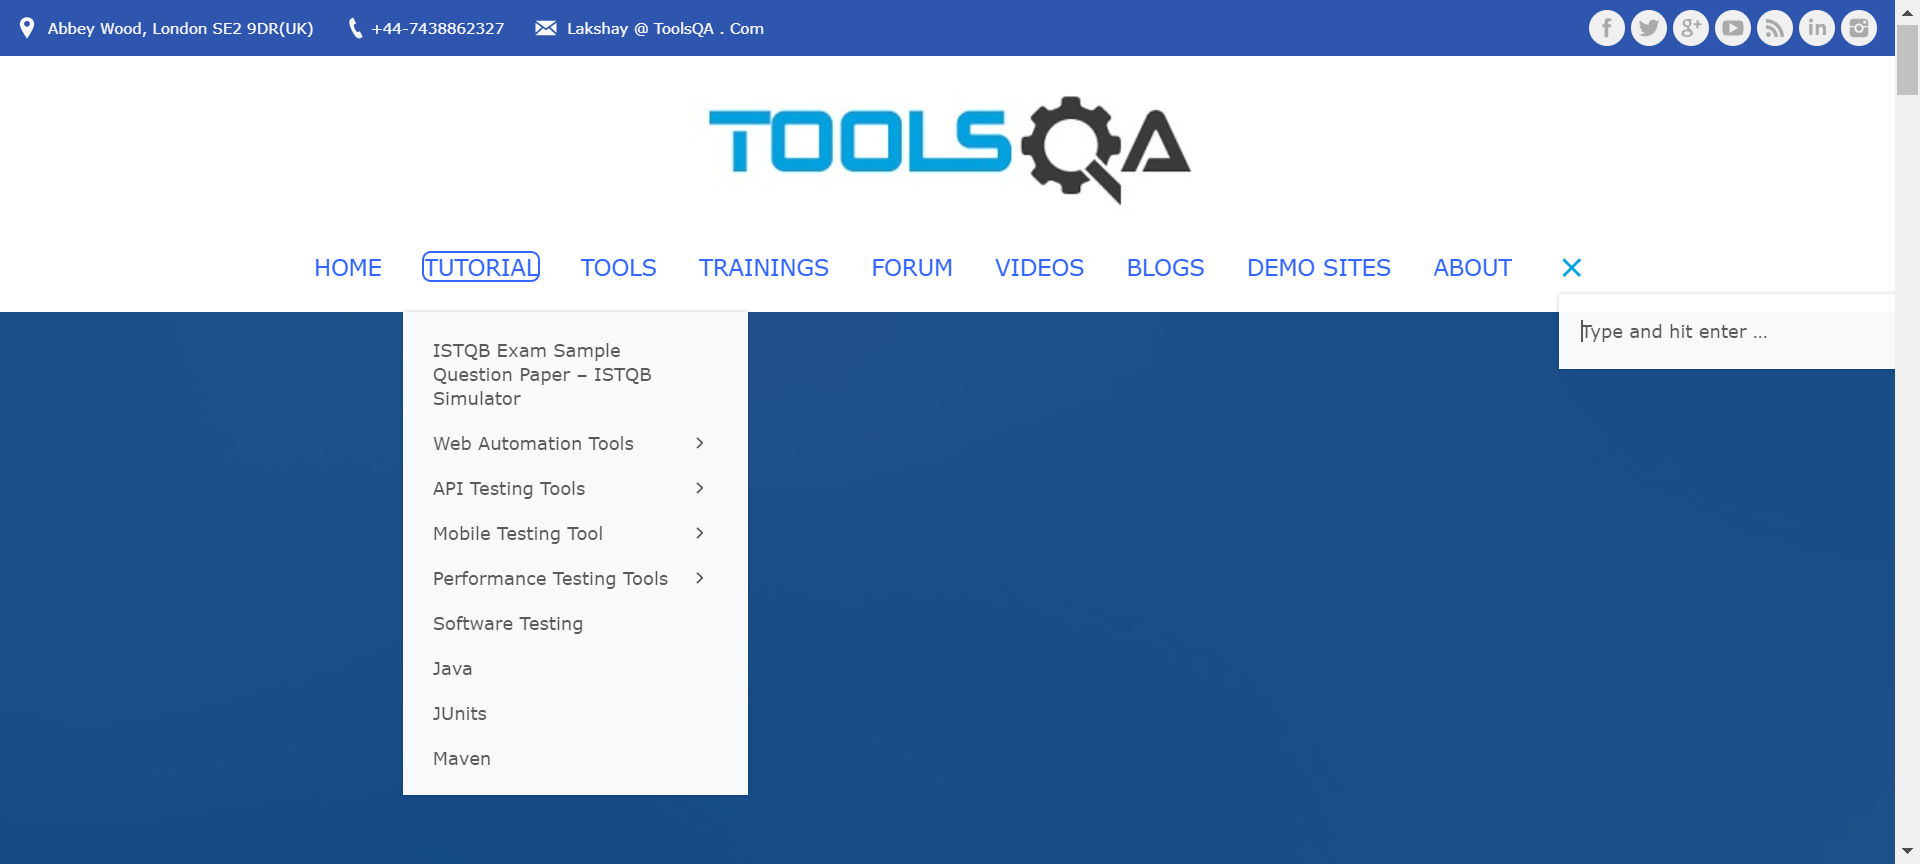 Abbey Wood, London SE2 9DR(UK) +44-7438862327 Lakshay @ ToolsQA . Com
TOOLSQA
HOME TUTORIAL TOOLS TRAININGS FORUM VIDEOS BLOGS DEMO SITES ABOUT
Type and hit enter ...
ISTQB Exam Sample
Question Paper – ISTQB
Simulator
Web Automation Tools
API Testing Tools
Mobile Testing Tool
Performance Testing Tools
Software Testing
Java
JUnits
Maven